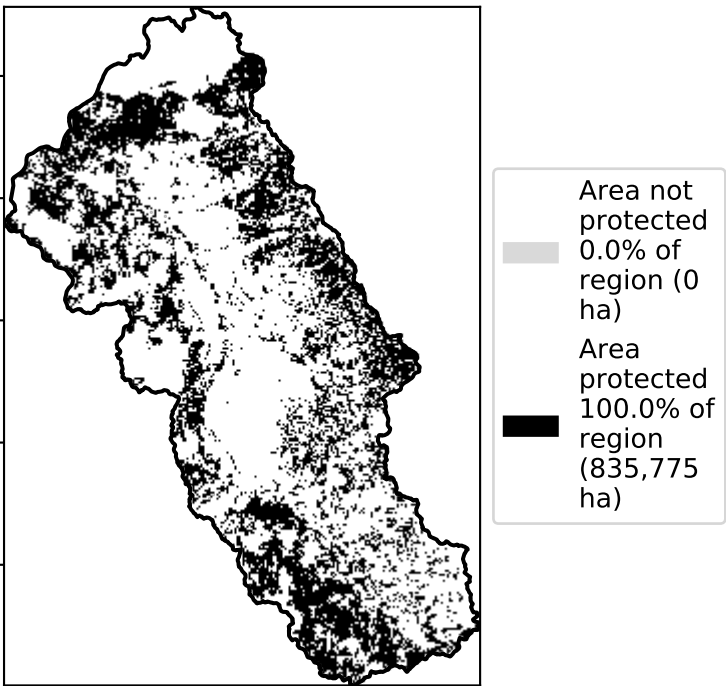 Area not
protected
0.0% of
region (0
ha)
Area
protected
100.0% of
region
(835,775
ha)